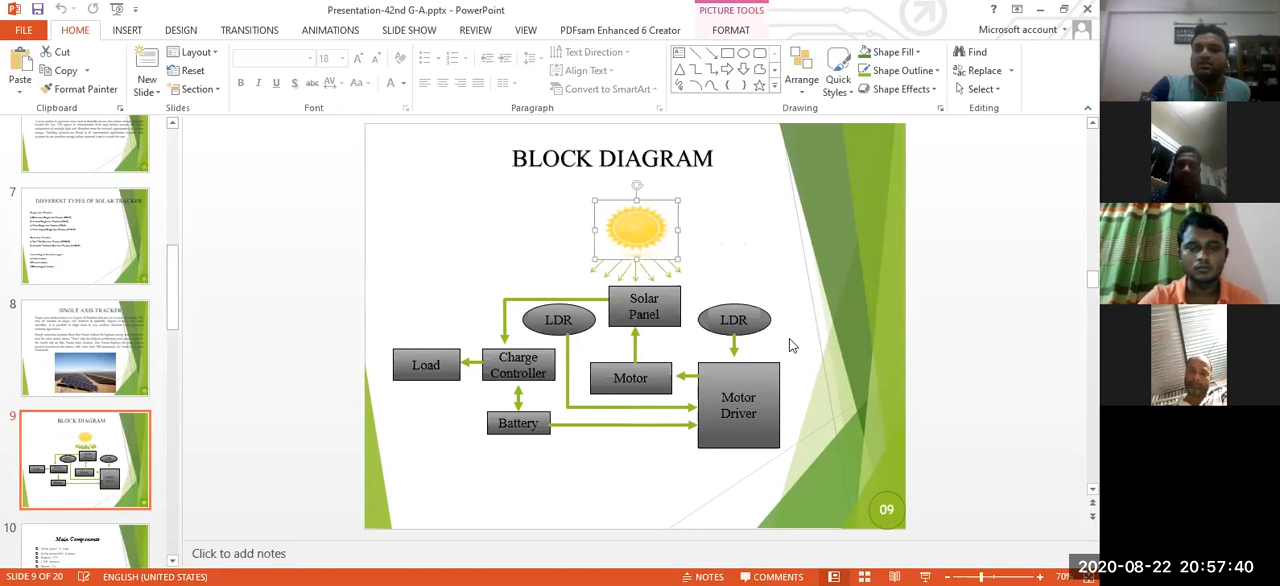 Presentation-42nd G-A.pptx - PowerPoint
PICTURE TOOLS
FILE
HOME
INSERT
DESIGN
TRANSITIONS
ANIMATIONS
SLIDE SHOW
REVIEW
VIEW
PDFsam Enhanced 6 Creator
FORMAT
Microsoft account
Paste
Cut
Copy
Format Painter
Clipboard
New
Slide
Layout
Reset
Section
Slides
18
Font
Text Direction
Align Text
Convert to SmartArt
Paragraph
Arrange
Quick
Styles
Shape Fill
Shape Outline
Shape Effects
Drawing
Find
Replace
Select
Editing
7
DIFFERENT TYPES OF SOLAR TRACKER
8
SINGLE AXIS TRACKER
9
BLOCK DIAGRAM
10
Main Components
BLOCK DIAGRAM
Solar
Panel
LDR
LDR
Load
Charge
Controller
Motor
Motor
Driver
Battery
09
Click to add notes
SLIDE 9 OF 20
ENGLISH (UNITED STATES)
NOTES
COMMENTS
70%
2020-08-22 20:57:40